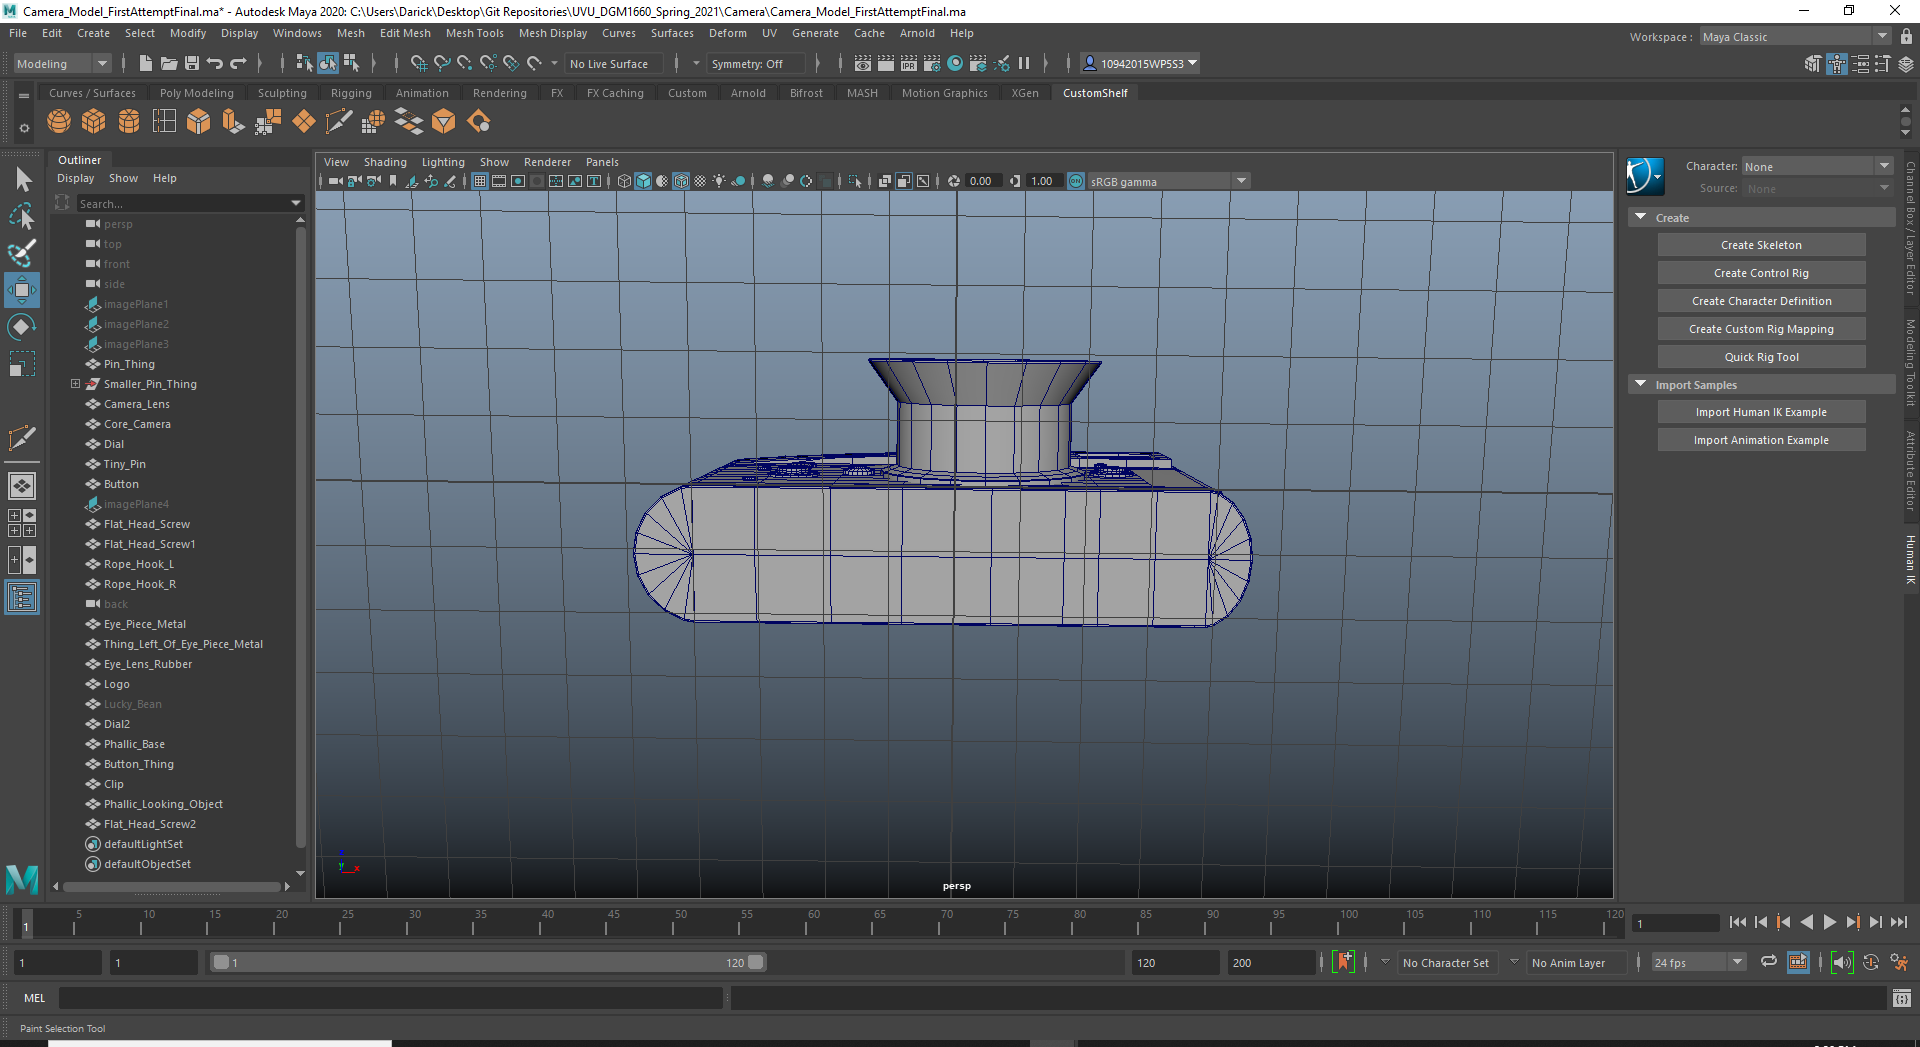 Camera_Model_FirstAttemptFinal.ma* - Autodesk Maya 2020: C:\Users\Darick\Desktop\Git Repositories\UVU_DGM1660_Spring_2021\Camera\Camera_Model_FirstAttemptFinal.ma
File Edit Create Select Modify Display Windows Mesh Edit Mesh Mesh Tools Mesh Display Curves Surfaces Deform UV Generate Cache Arnold Help
Workspace : Maya Classic
Modeling No Live Surface Symmetry: Off 10942015WP5S3
Curves / Surfaces Poly Modeling Sculpting Rigging Animation Rendering FX FX Caching Custom Arnold Bifrost MASH Motion Graphics XGen CustomShelf
Outliner
Display Show Help
Search...
persp
top
front
side
imagePlane1
imagePlane2
imagePlane3
Pin_Thing
Smaller_Pin_Thing
Camera_Lens
Core_Camera
Dial
Tiny_Pin
Button
imagePlane4
Flat_Head_Screw
Flat_Head_Screw1
Rope_Hook_L
Rope_Hook_R
back
Eye_Piece_Metal
Thing_Left_Of_Eye_Piece_Metal
Eye_Lens_Rubber
Logo
Lucky_Bean
Dial2
Phallic_Base
Button_Thing
Clip
Phallic_Looking_Object
Flat_Head_Screw2
defaultLightSet
defaultObjectSet
View Shading Lighting Show Renderer Panels
0.00 1.00 sRGB gamma
persp
Character: None
Source: None
Create
Create Skeleton
Create Control Rig
Create Character Definition
Create Custom Rig Mapping
Quick Rig Tool
Import Samples
Import Human IK Example
Import Animation Example
Channel Box / Layer Editor
Modeling Toolkit
Attribute Editor
Human IK
1 5 10 15 20 25 30 35 40 45 50 55 60 65 70 75 80 85 90 95 100 105 110 115 120
1
1 1 1 120 120 200 No Character Set No Anim Layer 24 fps
MEL
Paint Selection Tool